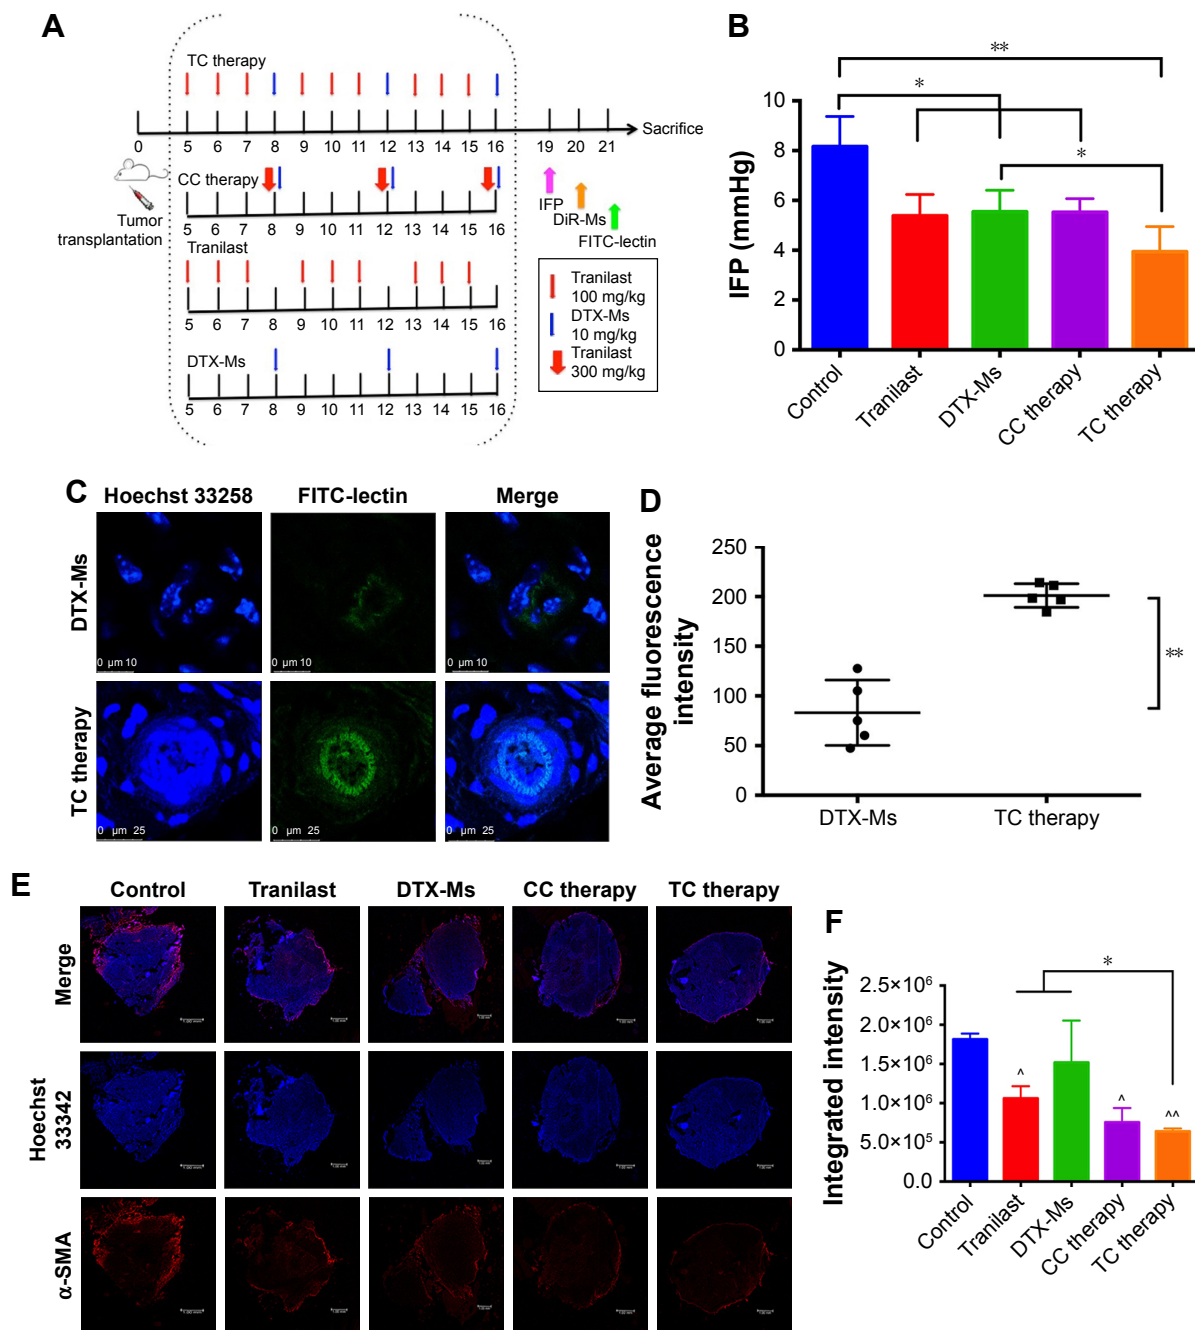 A
TC therapy
0 5 6 7 8 9 10 11 12 13 14 15 16 19 20 21
Sacrifice
Tumor
transplantation
CC therapy
5 6 7 8 9 10 11 12 13 14 15 16
IFP
DiR-Ms
FITC-lectin
Tranilast
5 6 7 8 9 10 11 12 13 14 15 16
DTX-Ms
5 6 7 8 9 10 11 12 13 14 15 16
Tranilast
100 mg/kg
DTX-Ms
10 mg/kg
Tranilast
300 mg/kg
B
**
*
*
IFP (mmHg)
10
8
6
4
2
0
Control
Tranilast
DTX-Ms
CC therapy
TC therapy
C
Hoechst 33258 FITC-lectin Merge
DTX-Ms
0 µm 10
0 µm 10
0 µm 10
TC therapy
0 µm 25
0 µm 25
0 µm 25
D
Average fluorescence
intensity
250
200
150
100
50
0
**
DTX-Ms TC therapy
E
Control Tranilast DTX-Ms CC therapy TC therapy
Merge
Hoechst
33342
α-SMA
F
*
Integrated intensity
2.5×10⁶
2.0×10⁶
1.5×10⁶
1.0×10⁶
5.0×10⁵
0.0
^
^
^^
Control
Tranilast
DTX-Ms
CC therapy
TC therapy